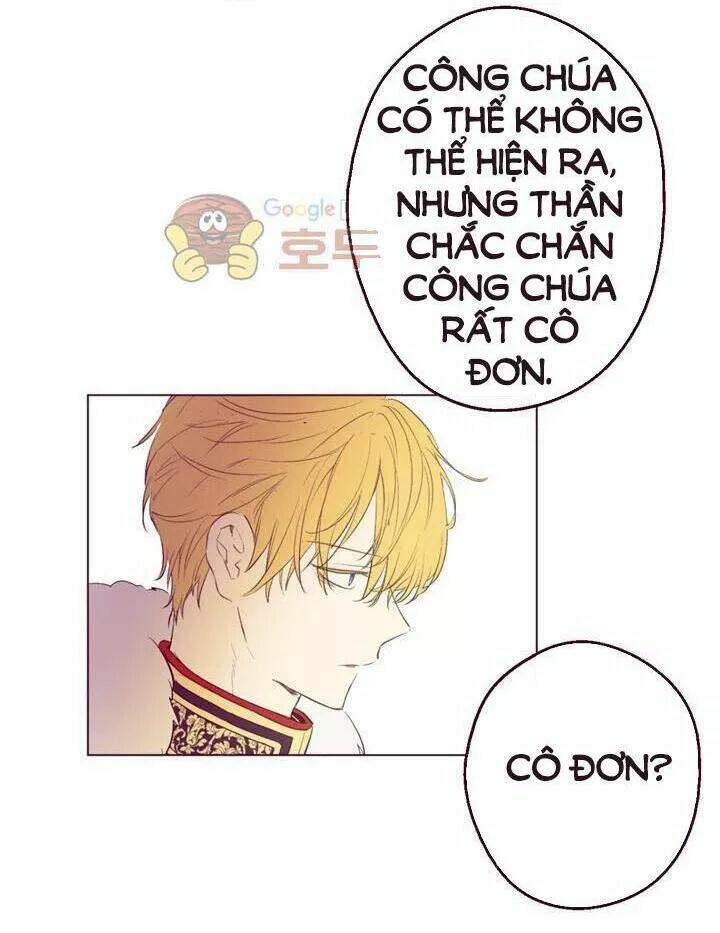 CÔNG CHÚA
CÓ THỂ KHÔNG
THỂ HIỆN RA,
NHƯNG THẦN
CHẮC CHẮN
CÔNG CHÚA
RẤT CÔ
ĐƠN.
Google
호두
CÔ ĐƠN?